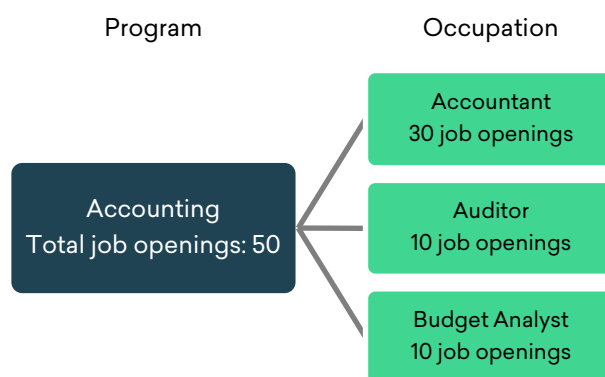 Program
Occupation
Accounting
Total job openings: 50
Accountant
30 job openings
Auditor
10 job openings
Budget Analyst
10 job openings